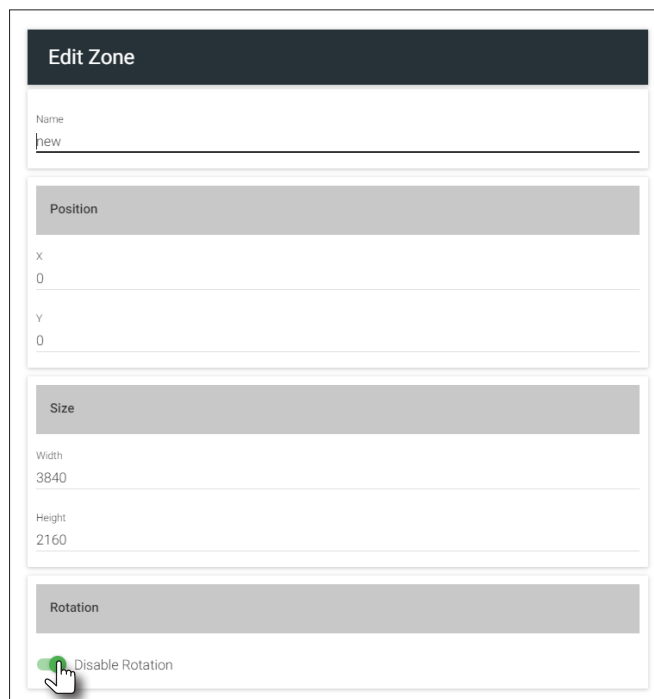 Edit Zone
Name
new
Position
X
0
Y
0
Size
Width
3840
Height
2160
Rotation
Disable Rotation